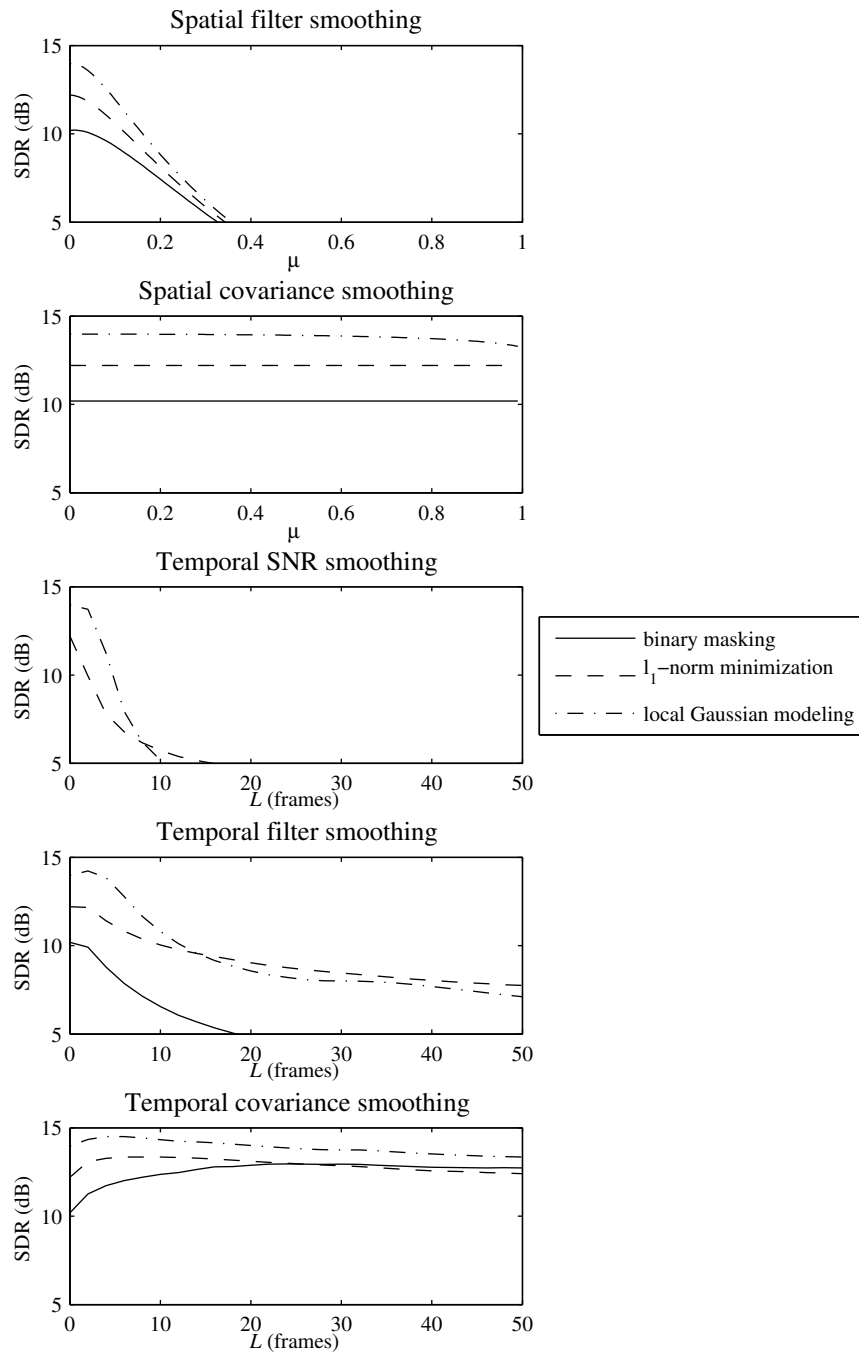 Spatial filter smoothing
15
10
5
SDR (dB)
0 0.2 0.4 0.6 0.8 1
μ
Spatial covariance smoothing
15
10
5
SDR (dB)
0 0.2 0.4 0.6 0.8 1
μ
Temporal SNR smoothing
15
10
5
SDR (dB)
0 10 20 30 40 50
L (frames)
binary masking
l1−norm minimization
local Gaussian modeling
Temporal filter smoothing
15
10
5
SDR (dB)
0 10 20 30 40 50
L (frames)
Temporal covariance smoothing
15
10
5
SDR (dB)
0 10 20 30 40 50
L (frames)